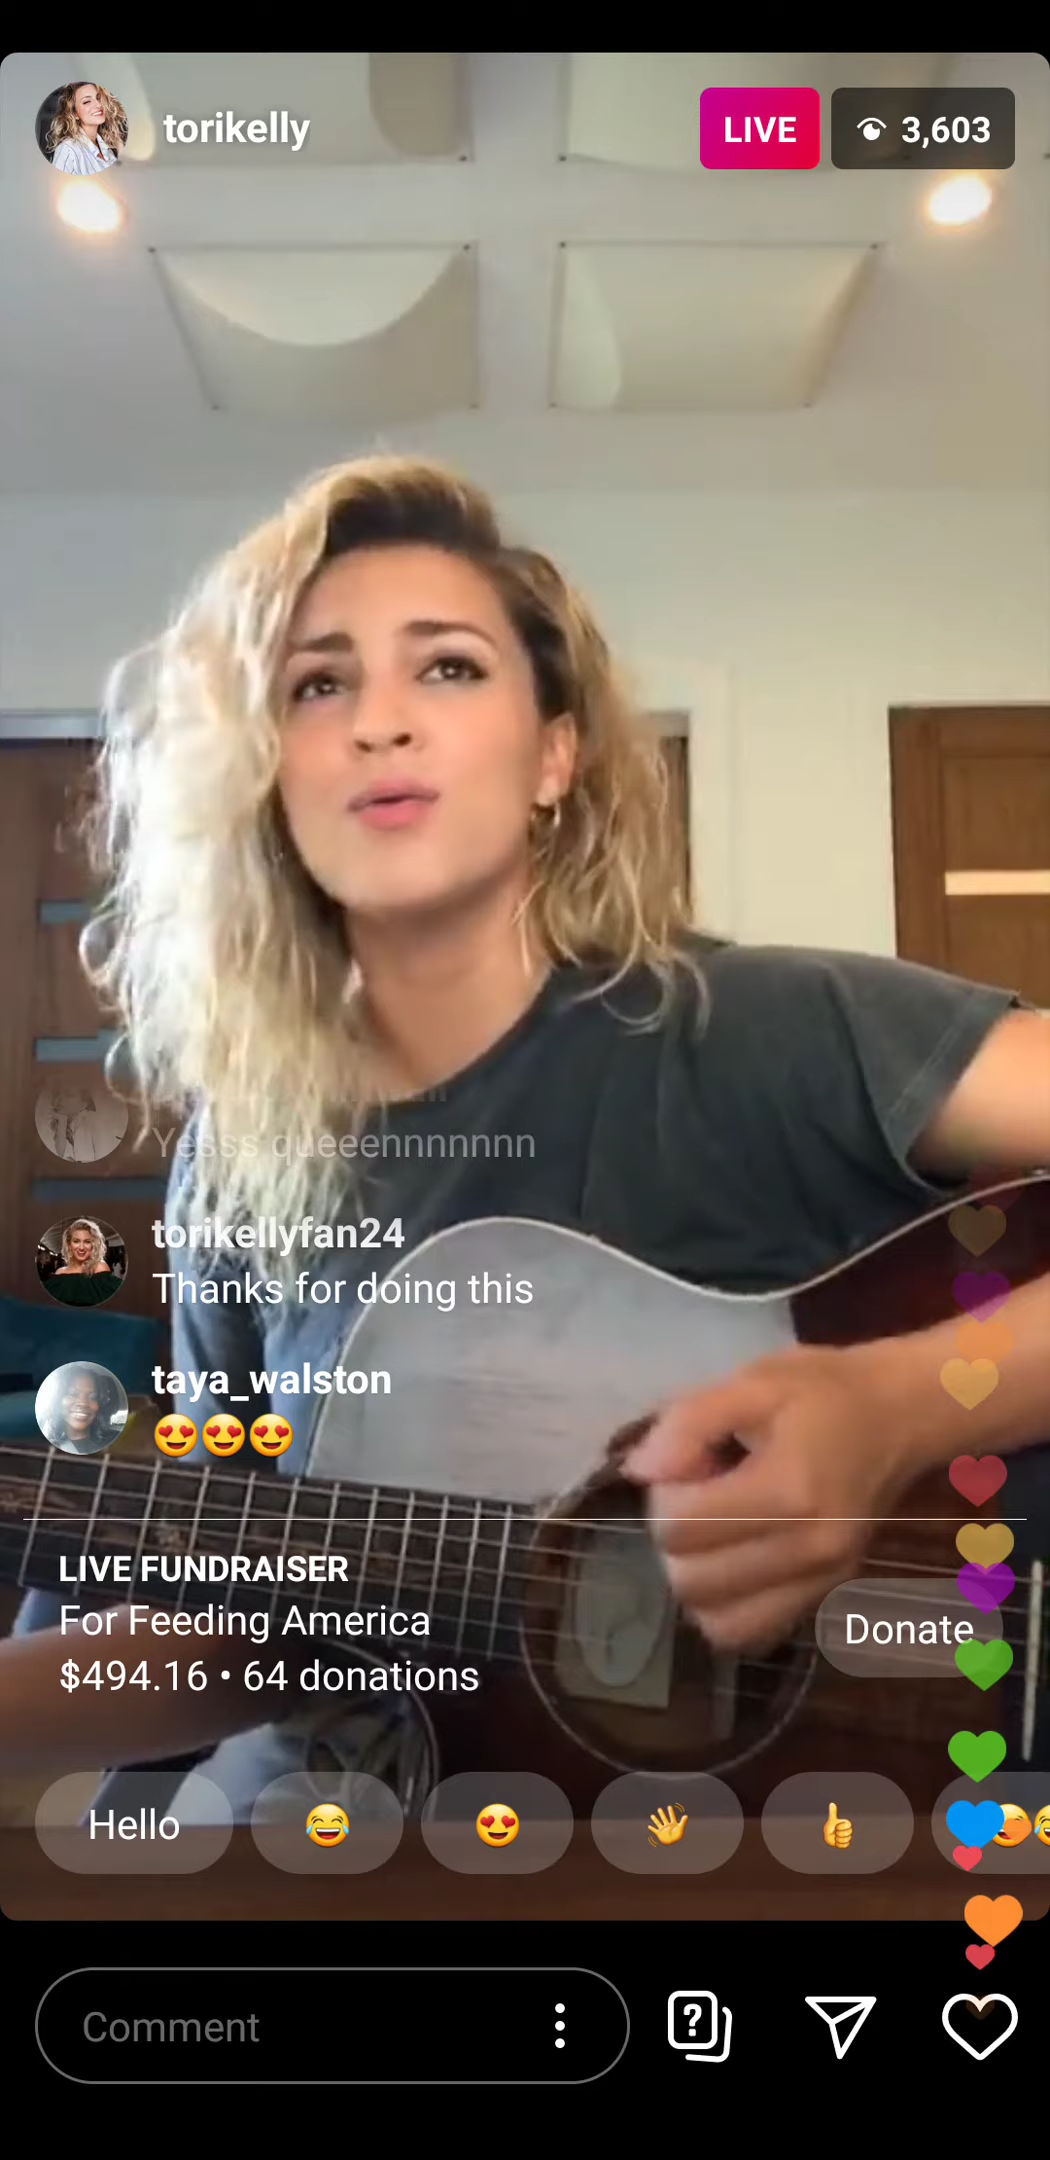 torikelly
LIVE
3,603
Yesss queeennnnnnn
torikellyfan24
Thanks for doing this
taya_walston
😍😍😍
LIVE FUNDRAISER
For Feeding America
$494.16 • 64 donations
Donate
Hello
Comment